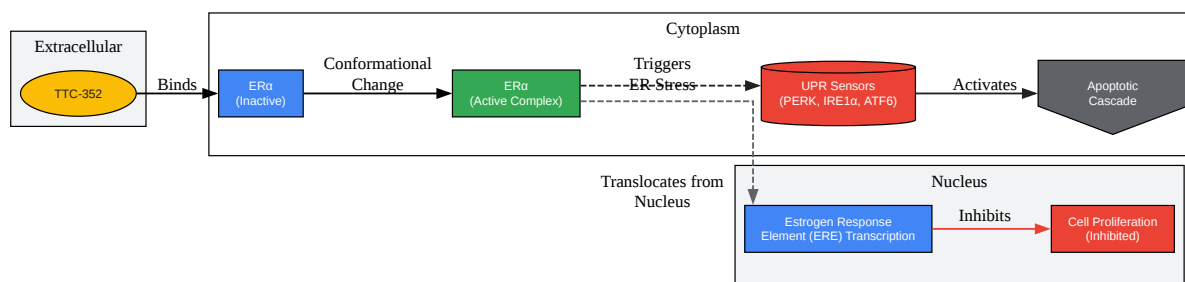 Extracellular
TTC-352
Binds
Cytoplasm
ERα
(Inactive)
Conformational
Change
ERα
(Active Complex)
Triggers
ER Stress
UPR Sensors
(PERK, IRE1α, ATF6)
Activates
Apoptotic
Cascade
Translocates from
Nucleus
Nucleus
Estrogen Response
Element (ERE) Transcription
Inhibits
Cell Proliferation
(Inhibited)